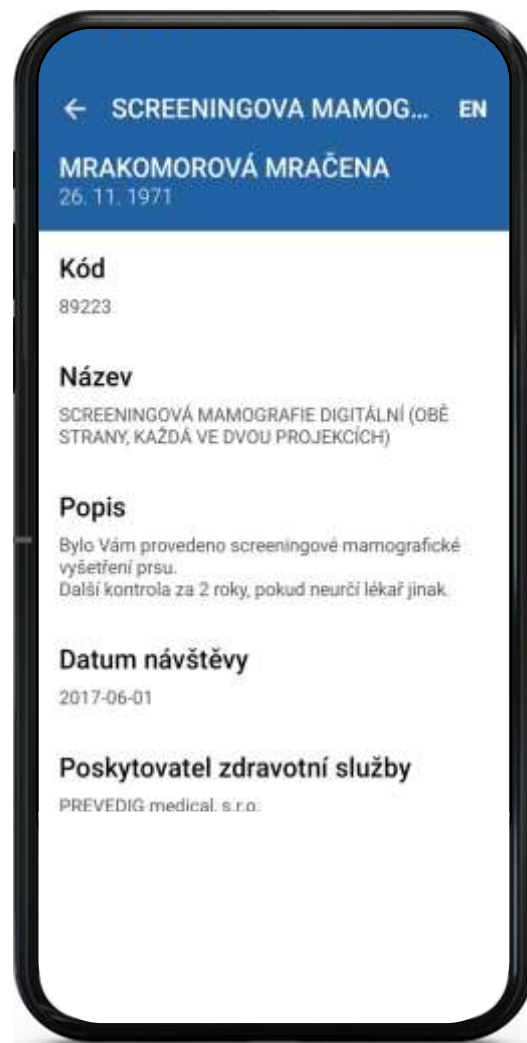 ← SCREENINGOVA MAMOG... EN
MRAKOMOROVÁ MRAČENA
26. 11. 1971
Kód
89223
Název
SCREENINGOVÁ MAMOGRAFIE DIGITÁLNÍ (OBĚ
STRANY, KAŽDÁ VE DVOU PROJEKCÍCH)
Popis
Bylo Vám provedeno screeningové mamografické
vyšetření prsu.
Další kontrola za 2 roky, pokud neurčí lékař jinak.
Datum návštěvy
2017-06-01
Poskytovatel zdravotní služby
PREVEDIG medical, s.r.o.